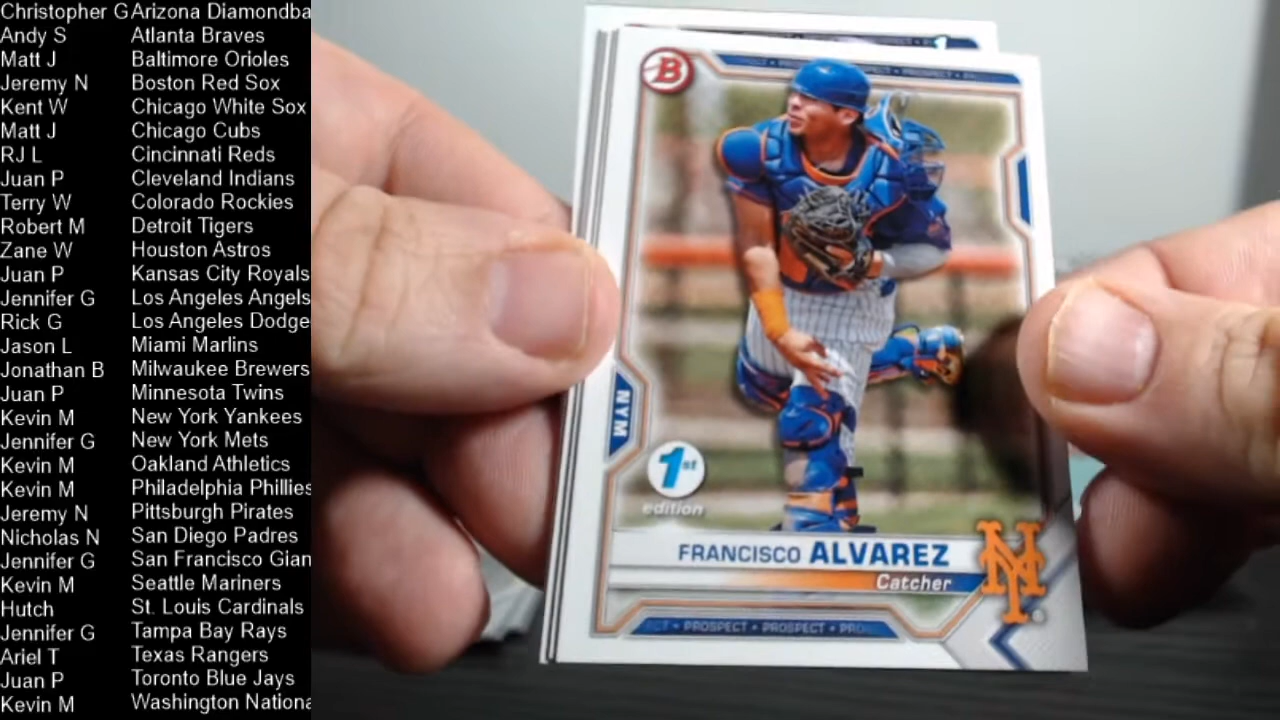 Christopher G Arizona Diamondba
Andy S Atlanta Braves
Matt J Baltimore Orioles
Jeremy N Boston Red Sox
Kent W Chicago White Sox
Matt J Chicago Cubs
RJ L Cincinnati Reds
Juan P Cleveland Indians
Terry W Colorado Rockies
Robert M Detroit Tigers
Zane W Houston Astros
Juan P Kansas City Royals
Jennifer G Los Angeles Angels
Rick G Los Angeles Dodge
Jason L Miami Marlins
Jonathan B Milwaukee Brewers
Juan P Minnesota Twins
Kevin M New York Yankees
Jennifer G New York Mets
Kevin M Oakland Athletics
Kevin M Philadelphia Phillies
Jeremy N Pittsburgh Pirates
Nicholas N San Diego Padres
Jennifer G San Francisco Gian
Kevin M Seattle Mariners
Hutch St. Louis Cardinals
Jennifer G Tampa Bay Rays
Ariel T Texas Rangers
Juan P Toronto Blue Jays
Kevin M Washington Nationa
B
PROSPECT
NYM
1st
edition
FRANCISCO ALVAREZ
Catcher
NY
PROSPECT • PROSPECT • PRO